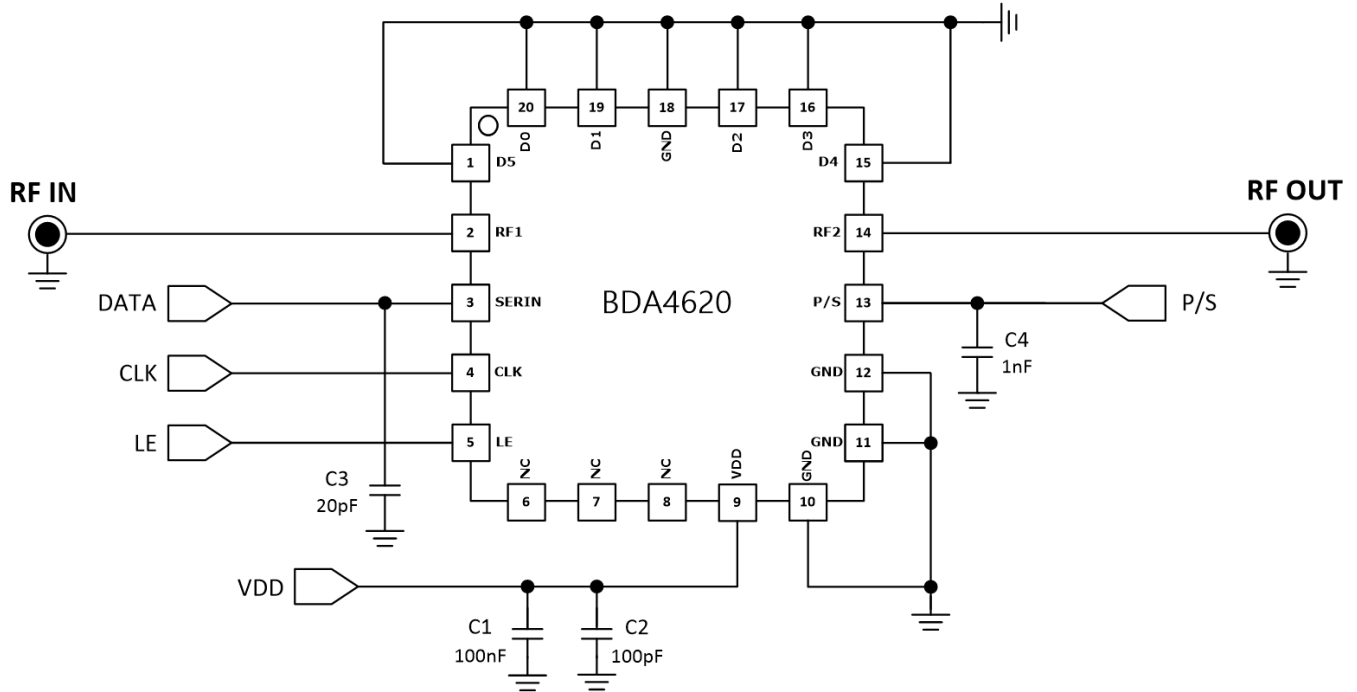 20
19
18
17
16
D0
D1
GND
D2
D3
1
D5
D4
15
RF IN
RF OUT
2
RF1
RF2
14
DATA
3
SERIN
BDA4620
P/S
13
P/S
C4
1nF
CLK
4
CLK
GND
12
LE
5
LE
GND
11
NC
NC
NC
VDD
GND
6
7
8
9
10
C3
20pF
VDD
C1
100nF
C2
100pF